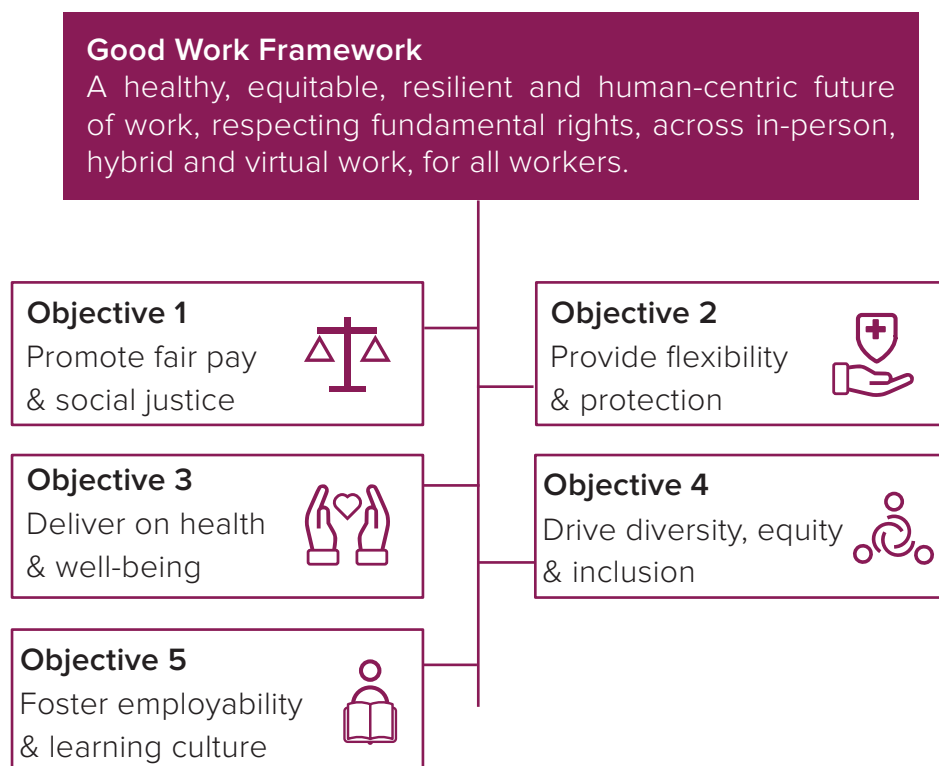 Good Work Framework
A healthy, equitable, resilient and human-centric future
of work, respecting fundamental rights, across in-person,
hybrid and virtual work, for all workers.
Objective 1
Promote fair pay
& social justice
Objective 2
Provide flexibility
& protection
Objective 3
Deliver on health
& well-being
Objective 4
Drive diversity, equity
& inclusion
Objective 5
Foster employability
& learning culture